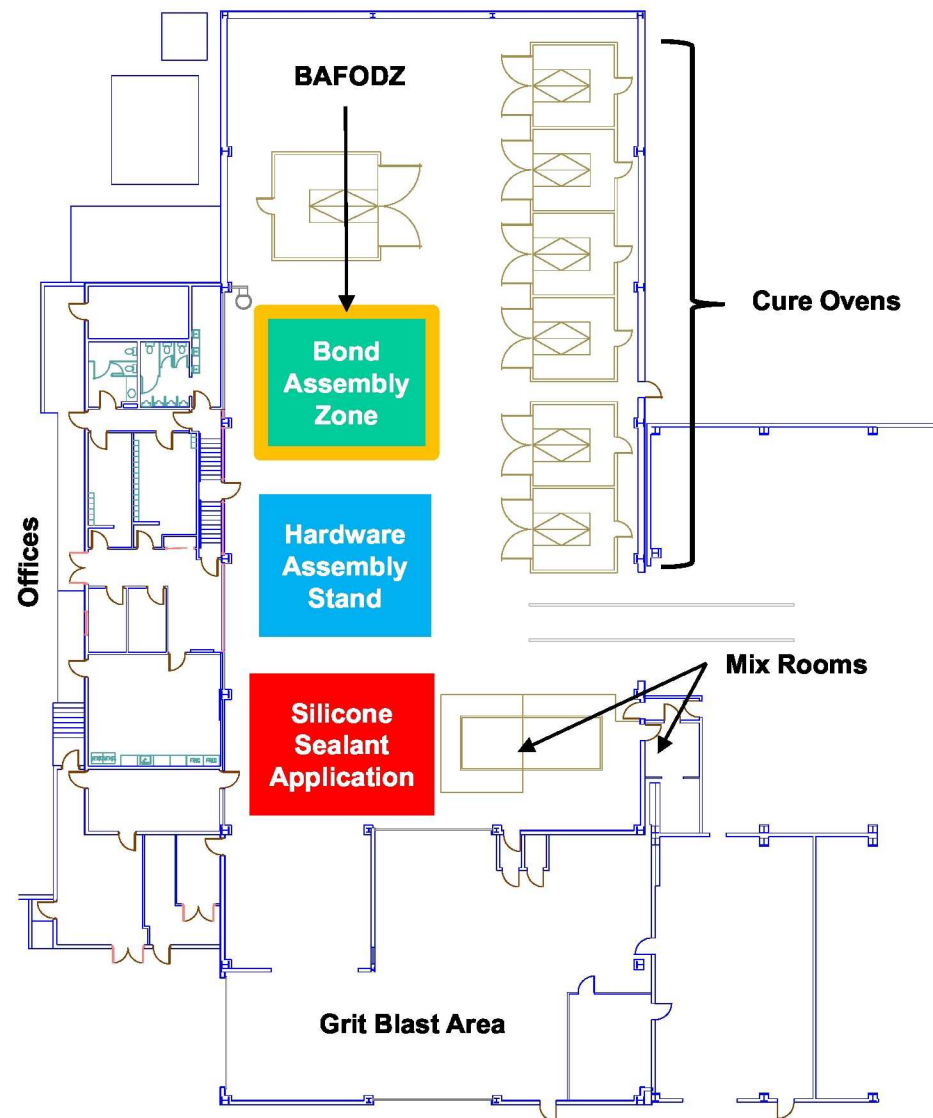 BAFODZ
Cure Ovens
Bond
Assembly
Zone
Offices
Hardware
Assembly
Stand
Mix Rooms
Silicone
Sealant
Application
Grit Blast Area